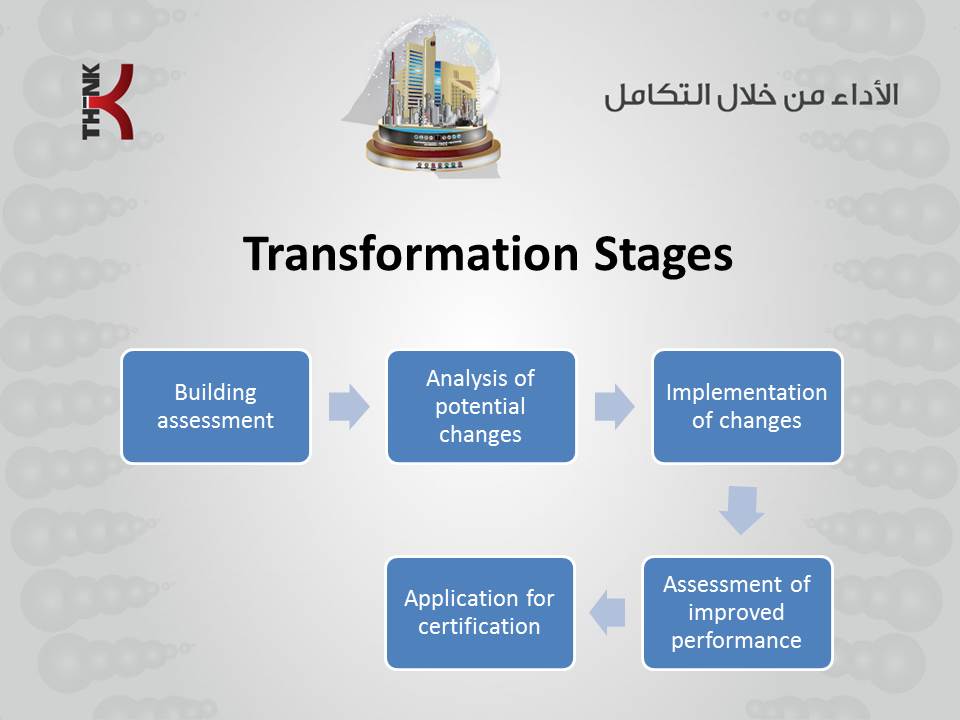 THINK
الأداء من خلال التكامل
Transformation Stages
Building
assessment
Analysis of
potential
changes
Implementation
of changes
Assessment of
improved
performance
Application for
certification